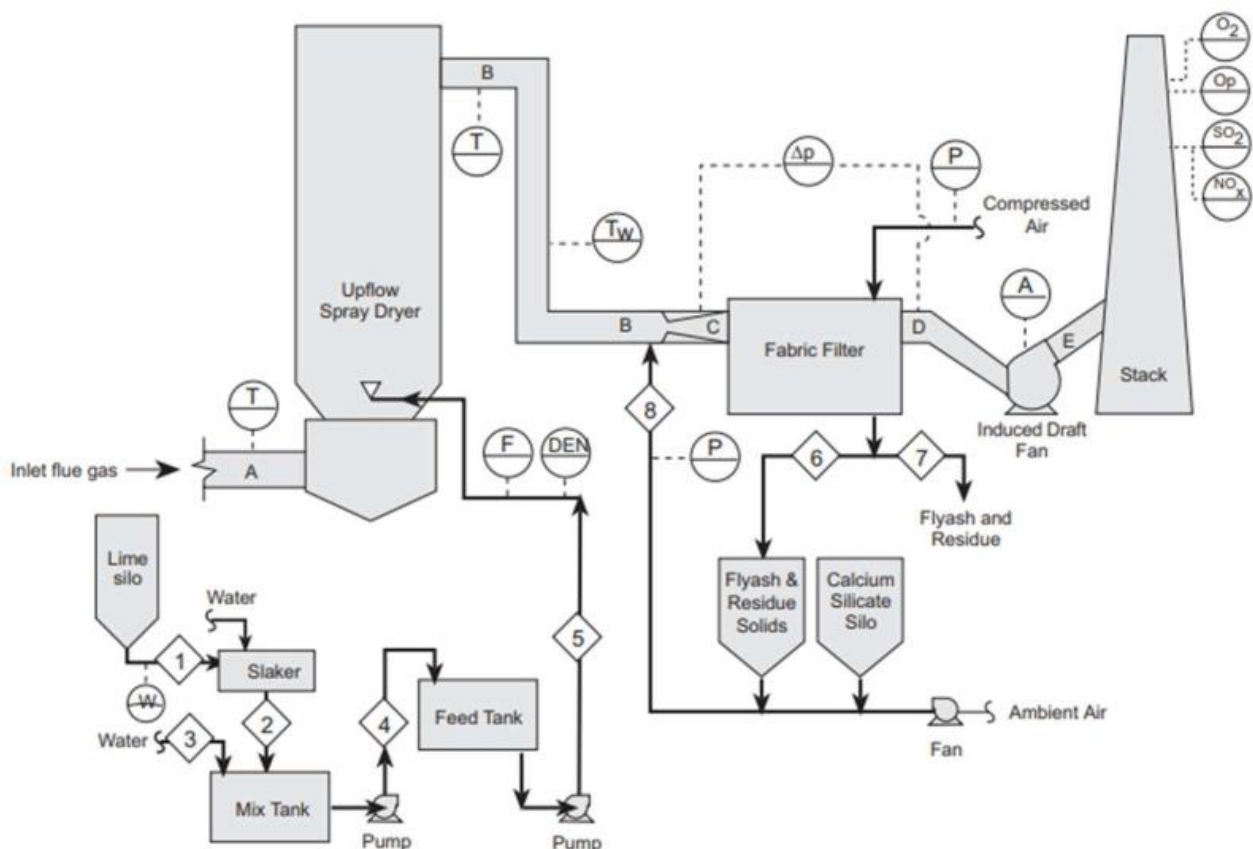 O2
Op
SO2
NOx
B
T
Δp
P
Compressed
Air
Tw
A
Upflow
Spray Dryer
B
C
Fabric Filter
D
E
Stack
Induced Draft
Fan
T
8
F
DEN
P
6
7
Inlet flue gas
A
Flyash and
Residue
Lime
silo
Water
Flyash &
Residue
Solids
Calcium
Silicate
Silo
5
1
Slaker
W
4
Feed Tank
2
Water
3
Ambient Air
Fan
Mix Tank
Pump
Pump